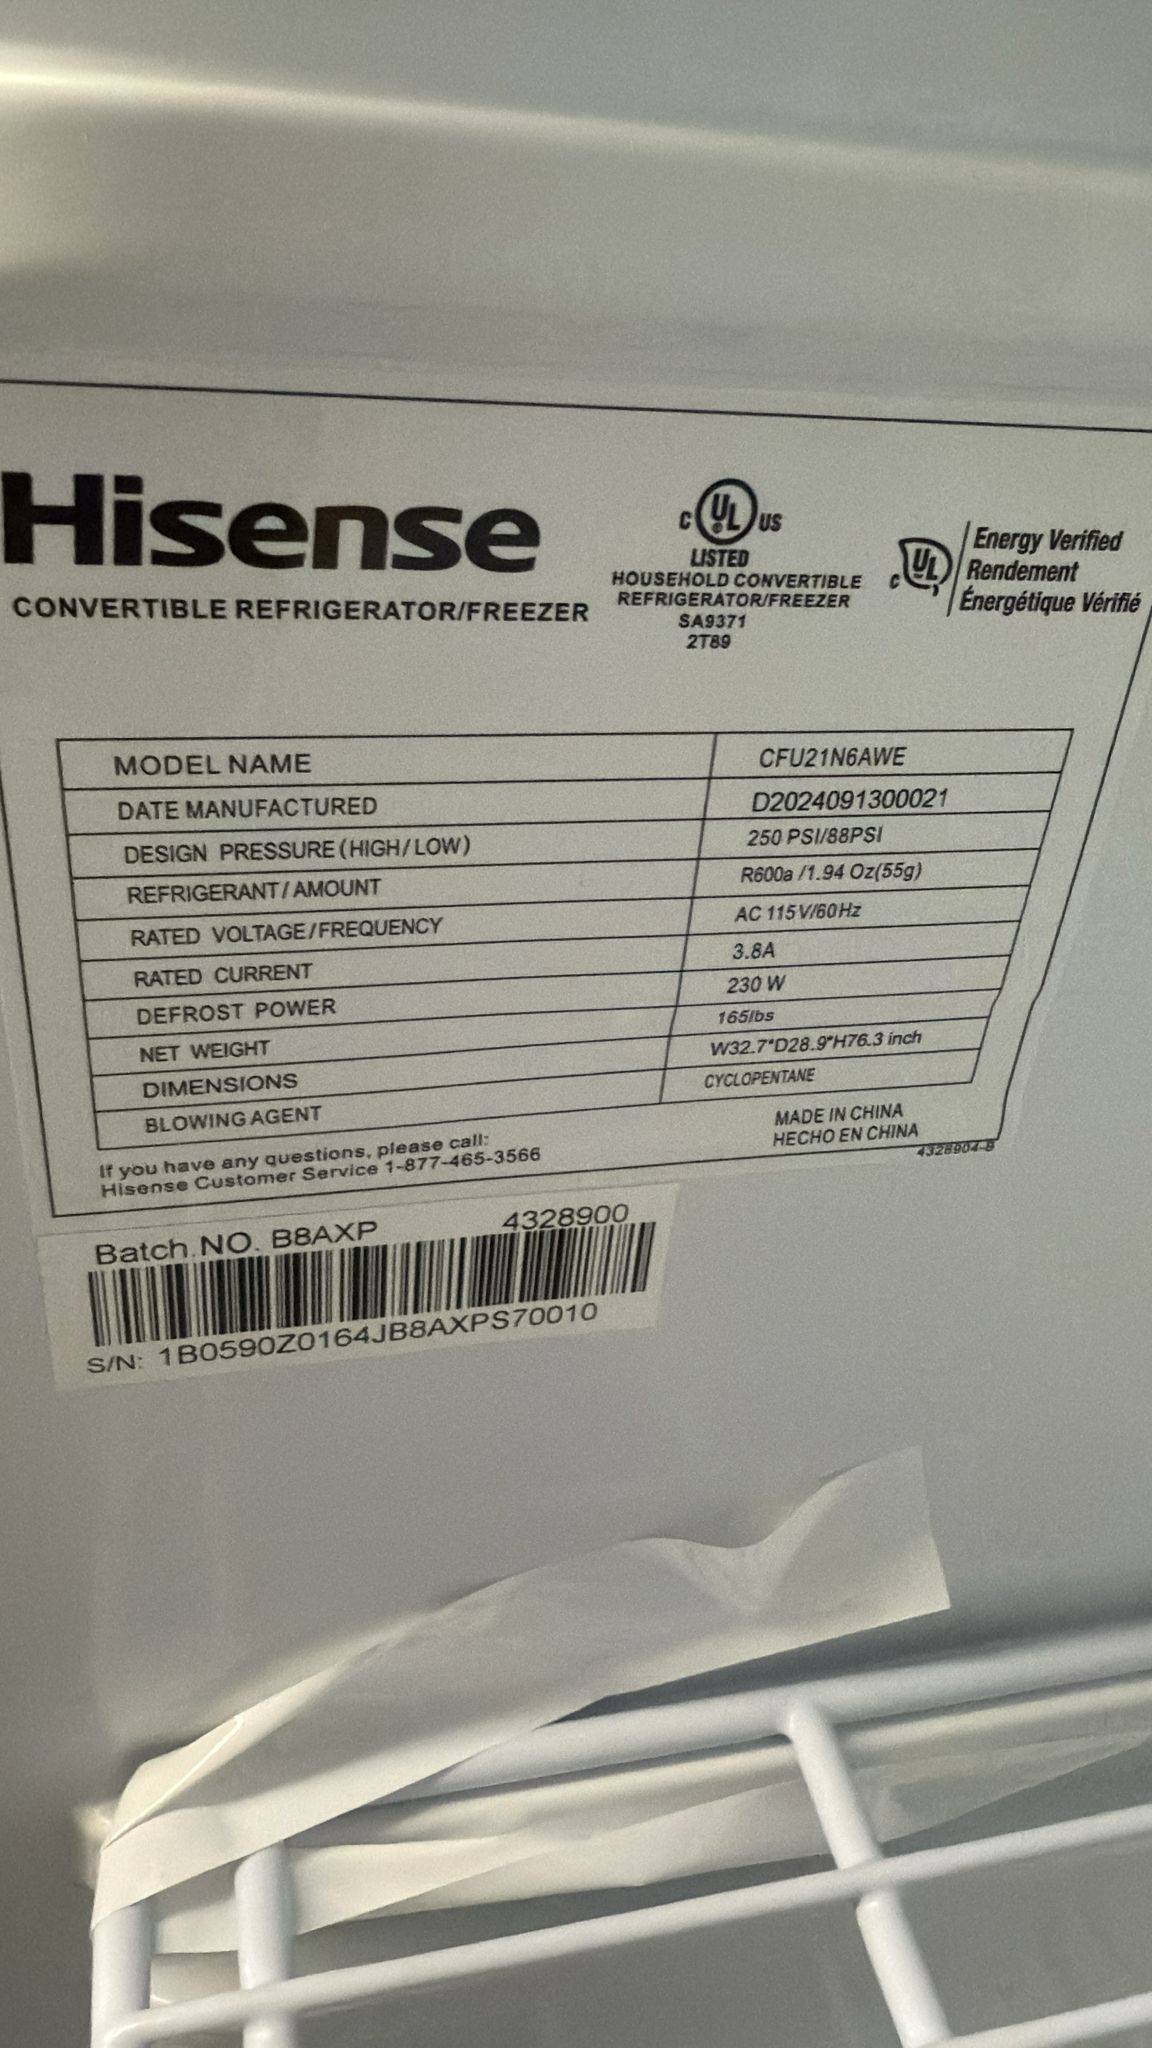 Hisense
CONVERTIBLE REFRIGERATOR/FREEZER
C UL US
LISTED
HOUSEHOLD CONVERTIBLE
REFRIGERATOR/FREEZER
SA9371
2T89
C UL
Energy Verified
Rendement
Énergétique Vérifié
MODEL NAME CFU21N6AWE
DATE MANUFACTURED D2024091300021
DESIGN PRESSURE(HIGH/LOW) 250 PSI/88PSI
REFRIGERANT/AMOUNT R600a /1.94 Oz(55g)
RATED VOLTAGE/FREQUENCY AC 115V/60Hz
RATED CURRENT 3.8A
DEFROST POWER 230 W
NET WEIGHT 165lbs
DIMENSIONS W32.7*D28.9*H76.3 inch
BLOWING AGENT CYCLOPENTANE
If you have any questions, please call:
Hisense Customer Service 1-877-465-3566
MADE IN CHINA
HECHO EN CHINA
4328904-B
Batch.NO. B8AXP 4328900
S/N: 1B0590Z0164JB8AXPS70010